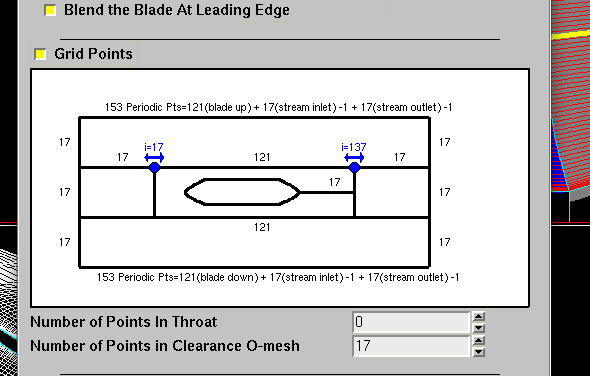 Blend the Blade At Leading Edge
Grid Points
153 Periodic Pts=121(blade up) + 17(stream inlet) -1 + 17(stream outlet) -1
17 17
i=17 i=137
17 121 17
17 17 17
121
17 17
153 Periodic Pts=121(blade down) + 17(stream inlet) -1 + 17(stream outlet) -1
Number of Points In Throat 0
Number of Points in Clearance O-mesh 17